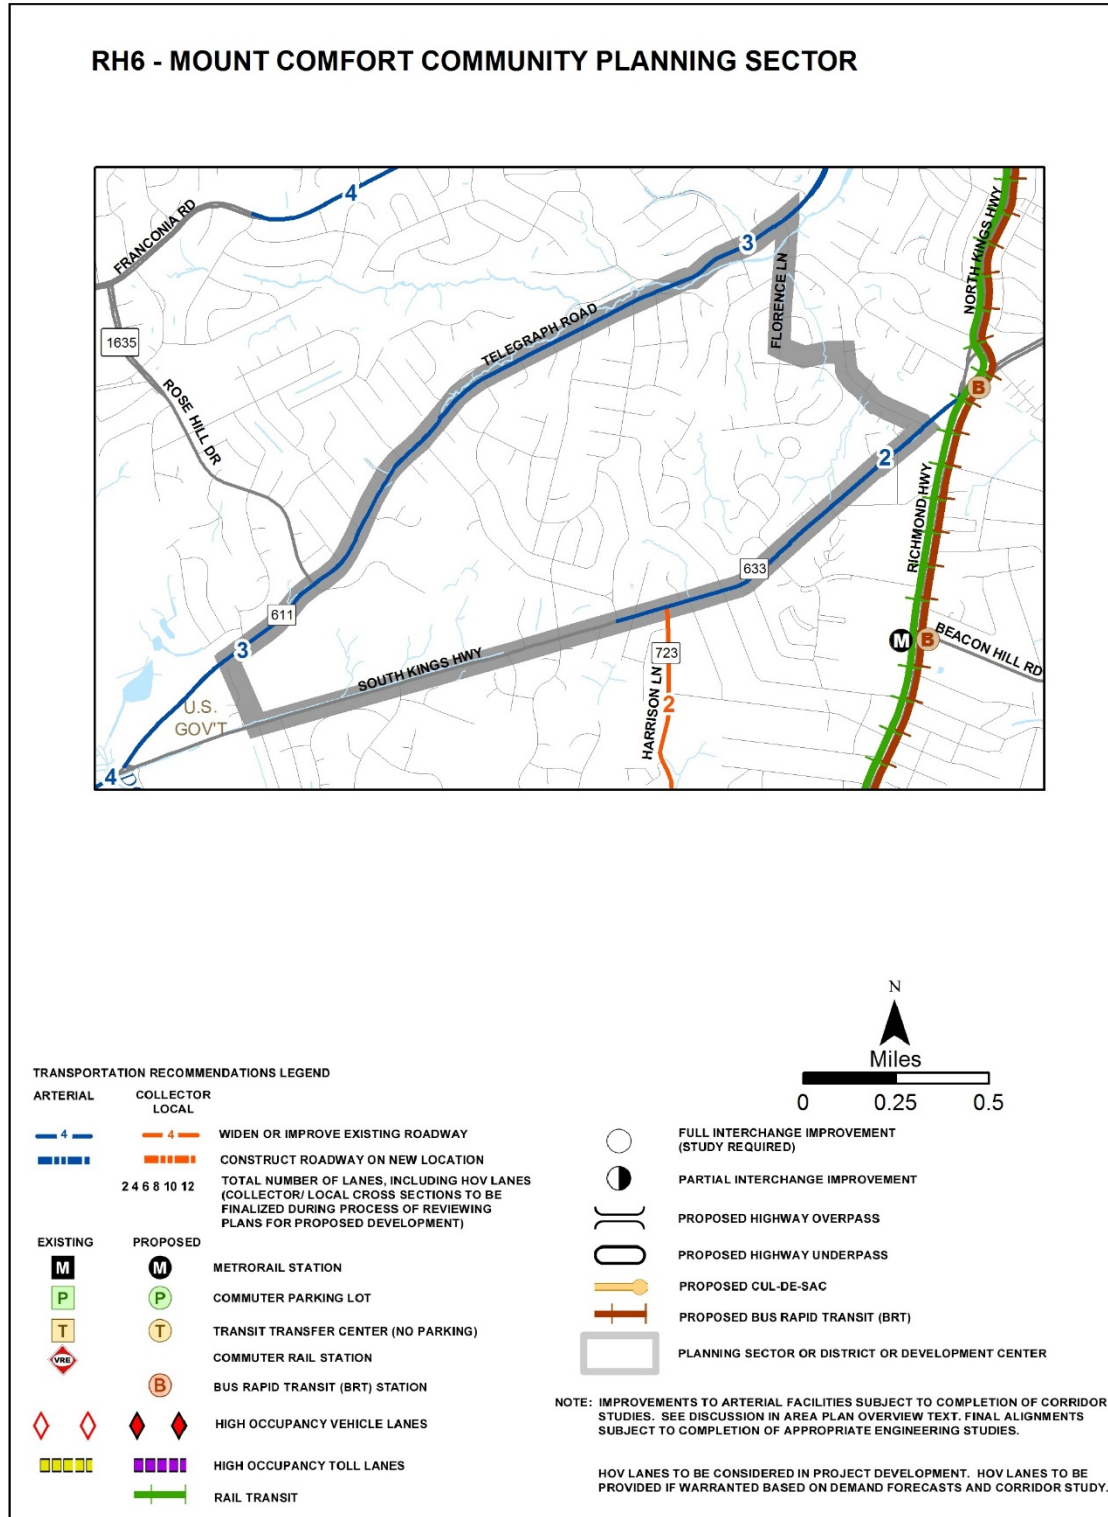 RH6 - MOUNT COMFORT COMMUNITY PLANNING SECTOR
4
FRANCONIA RD
1635
ROSE HILL DR
TELEGRAPH ROAD
3
FLORENCE LN
NORTH KINGS HWY
B
2
RICHMOND HWY
633
611
3
SOUTH KINGS HWY
723
HARRISON LN
2
M
B
BEACON HILL RD
U.S.
GOV'T
4
N
Miles
0 0.25 0.5
TRANSPORTATION RECOMMENDATIONS LEGEND
ARTERIAL COLLECTOR
LOCAL
4 4 WIDEN OR IMPROVE EXISTING ROADWAY
CONSTRUCT ROADWAY ON NEW LOCATION
2 4 6 8 10 12 TOTAL NUMBER OF LANES, INCLUDING HOV LANES
(COLLECTOR/ LOCAL CROSS SECTIONS TO BE
FINALIZED DURING PROCESS OF REVIEWING
PLANS FOR PROPOSED DEVELOPMENT)
EXISTING PROPOSED
M M METRORAIL STATION
P P COMMUTER PARKING LOT
T T TRANSIT TRANSFER CENTER (NO PARKING)
VRE COMMUTER RAIL STATION
B BUS RAPID TRANSIT (BRT) STATION
HIGH OCCUPANCY VEHICLE LANES
HIGH OCCUPANCY TOLL LANES
RAIL TRANSIT
FULL INTERCHANGE IMPROVEMENT
(STUDY REQUIRED)
PARTIAL INTERCHANGE IMPROVEMENT
PROPOSED HIGHWAY OVERPASS
PROPOSED HIGHWAY UNDERPASS
PROPOSED CUL-DE-SAC
PROPOSED BUS RAPID TRANSIT (BRT)
PLANNING SECTOR OR DISTRICT OR DEVELOPMENT CENTER
NOTE: IMPROVEMENTS TO ARTERIAL FACILITIES SUBJECT TO COMPLETION OF CORRIDOR
STUDIES. SEE DISCUSSION IN AREA PLAN OVERVIEW TEXT. FINAL ALIGNMENTS
SUBJECT TO COMPLETION OF APPROPRIATE ENGINEERING STUDIES.
HOV LANES TO BE CONSIDERED IN PROJECT DEVELOPMENT. HOV LANES TO BE
PROVIDED IF WARRANTED BASED ON DEMAND FORECASTS AND CORRIDOR STUDY.